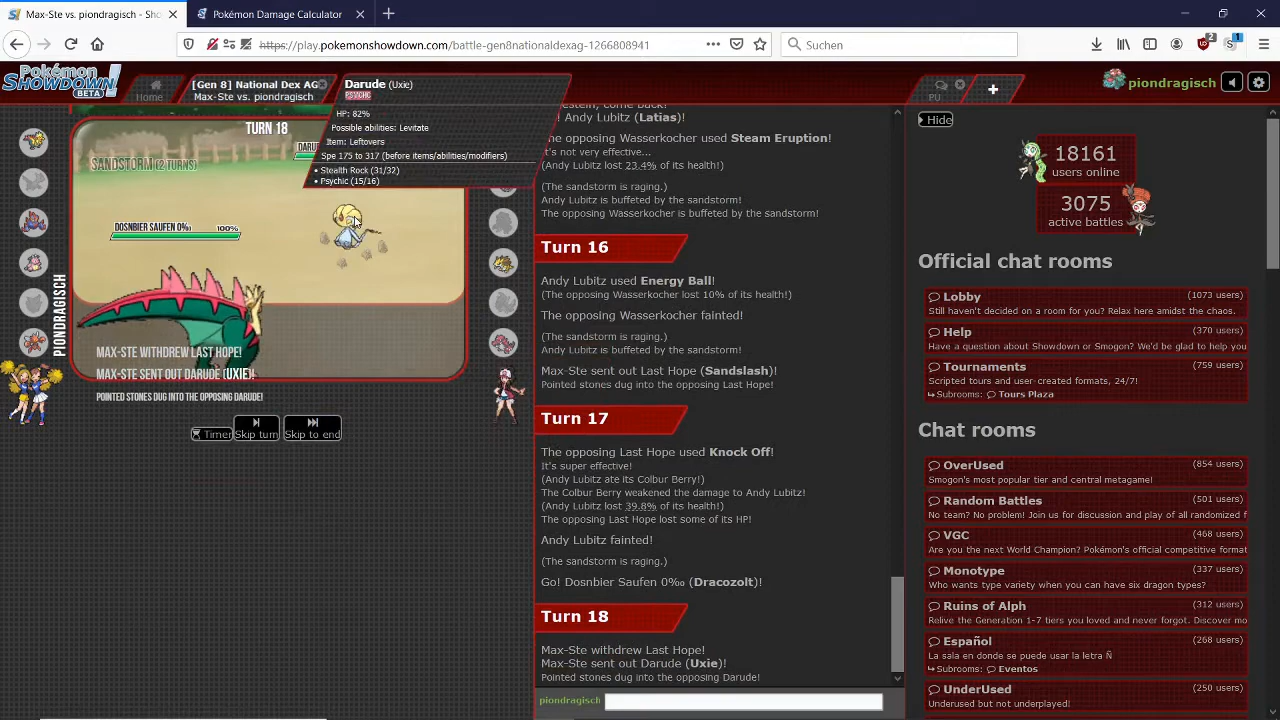 Max-Ste vs. piondragisch - Sho
Pokémon Damage Calculator
https://play.pokemonshowdown.com/battle-gen8nationaldexag-1266808941
Suchen
2
1
Pokémon
SHOWDOWN!
BETA
Home
[Gen 8] National Dex AG
Max-Ste vs. piondragisch
Darude (Uxie)
PSYCHIC
HP: 82%
Possible abilities: Levitate
Item: Leftovers
Spe 175 to 317 (before items/abilities/modifiers)
• Stealth Rock (31/32)
• Psychic (15/16)
PU
piondragisch
TURN 18
SANDSTORM (2 TURNS)
DOSNBIER SAUFEN 0‰
100%
PIONDRAGISCH
MAX-STE WITHDREW LAST HOPE!
MAX-STE SENT OUT DARUDE (UXIE)!
POINTED STONES DUG INTO THE OPPOSING DARUDE!
Timer
Skip turn
Skip to end
! Andy Lubitz (Latias)!
The opposing Wasserkocher used Steam Eruption!
It's not very effective...
(Andy Lubitz lost 23.4% of its health!)
(The sandstorm is raging.)
Andy Lubitz is buffeted by the sandstorm!
The opposing Wasserkocher is buffeted by the sandstorm!
Turn 16
Andy Lubitz used Energy Ball!
(The opposing Wasserkocher lost 10% of its health!)
The opposing Wasserkocher fainted!
(The sandstorm is raging.)
Andy Lubitz is buffeted by the sandstorm!
Max-Ste sent out Last Hope (Sandslash)!
Pointed stones dug into the opposing Last Hope!
Turn 17
The opposing Last Hope used Knock Off!
It's super effective!
(Andy Lubitz ate its Colbur Berry!)
The Colbur Berry weakened the damage to Andy Lubitz!
(Andy Lubitz lost 39.8% of its health!)
The opposing Last Hope lost some of its HP!
Andy Lubitz fainted!
(The sandstorm is raging.)
Go! Dosnbier Saufen 0‰ (Dracozolt)!
Turn 18
Max-Ste withdrew Last Hope!
Max-Ste sent out Darude (Uxie)!
Pointed stones dug into the opposing Darude!
piondragisch
Hide
18161
users online
3075
active battles
Official chat rooms
Lobby
(1073 users)
Still haven't decided on a room for you? Relax here amidst the chaos.
Help
(370 users)
Have a question about Showdown or Smogon? We'd be glad to help you
Tournaments
(759 users)
Scripted tours and user-created formats, 24/7!
Subrooms: Tours Plaza
Chat rooms
OverUsed
(854 users)
Smogon's most popular tier and central metagame!
Random Battles
(501 users)
No team? No problem! Join us for discussion and play of all randomized f
VGC
(468 users)
Are you the next World Champion? Pokémon's official competitive format
Monotype
(337 users)
Who wants type variety when you can have six dragon types?
Ruins of Alph
(312 users)
Relive the Generation 1-7 tiers you loved and never forgot. Discover mo
Español
(268 users)
La sala en donde se puede usar la letra Ñ
Subrooms: Eventos
UnderUsed
(250 users)
Underused but not underplayed!